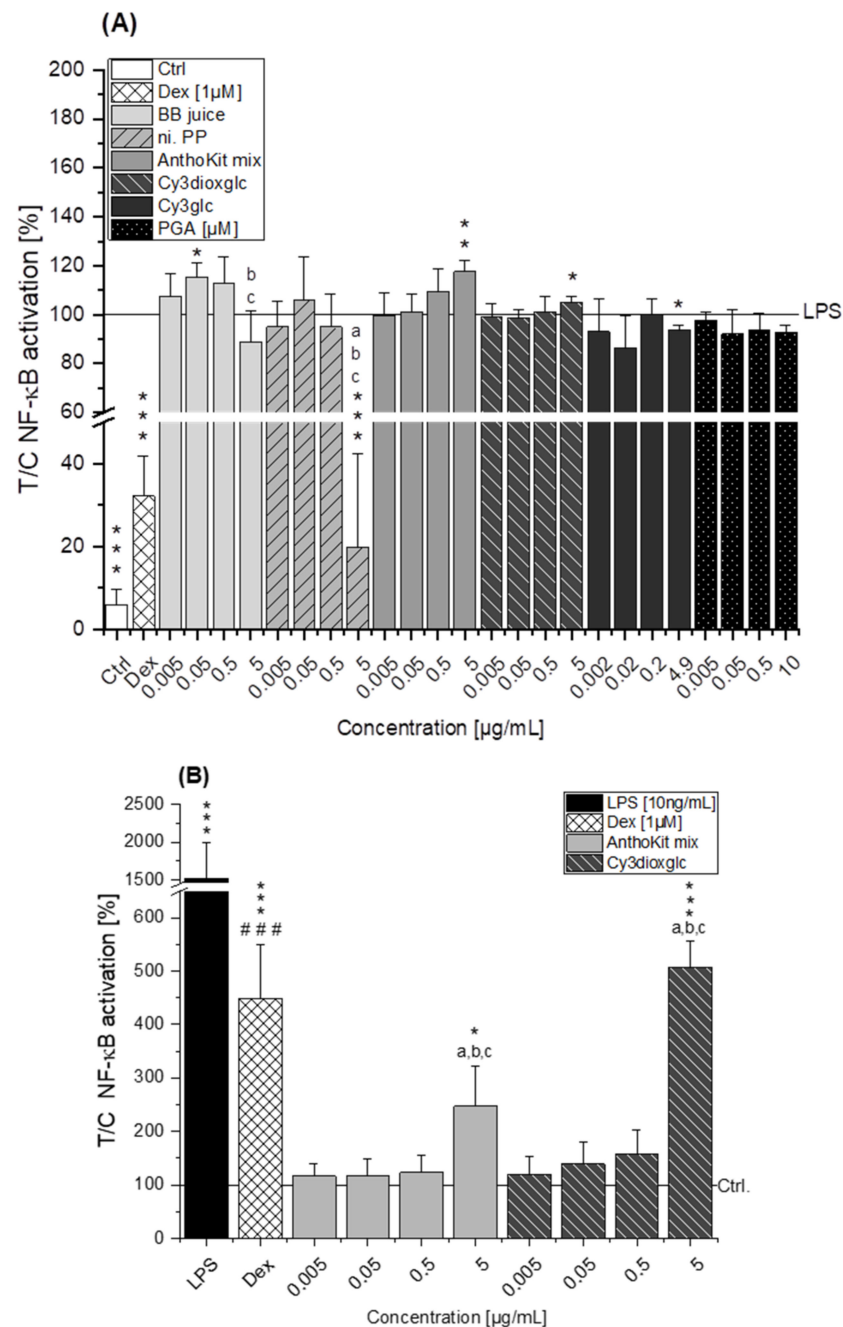 (A)
T/C NF-κB activation [%]
200
180
160
140
120
100
80
60
40
20
0
Ctrl
Dex [1µM]
BB juice
ni. PP
AnthoKit mix
Cy3dioxglc
Cy3glc
PGA [µM]
* * *
* * *
*
b
c
a
b
c
* * *
* *
*
*
LPS
Ctrl Dex 0.005 0.05 0.5 5 0.005 0.05 0.5 5 0.005 0.05 0.5 5 0.005 0.05 0.5 5 0.002 0.02 0.2 4.9 0.005 0.05 0.5 10
Concentration [µg/mL]
(B)
T/C NF-κB activation [%]
2500
2000
1500
600
500
400
300
200
100
0
LPS [10ng/mL]
Dex [1µM]
AnthoKit mix
Cy3dioxglc
* * *
* * *
# # #
*
a,b,c
* * *
a,b,c
Ctrl.
LPS Dex 0.005 0.05 0.5 5 0.005 0.05 0.5 5
Concentration [µg/mL]